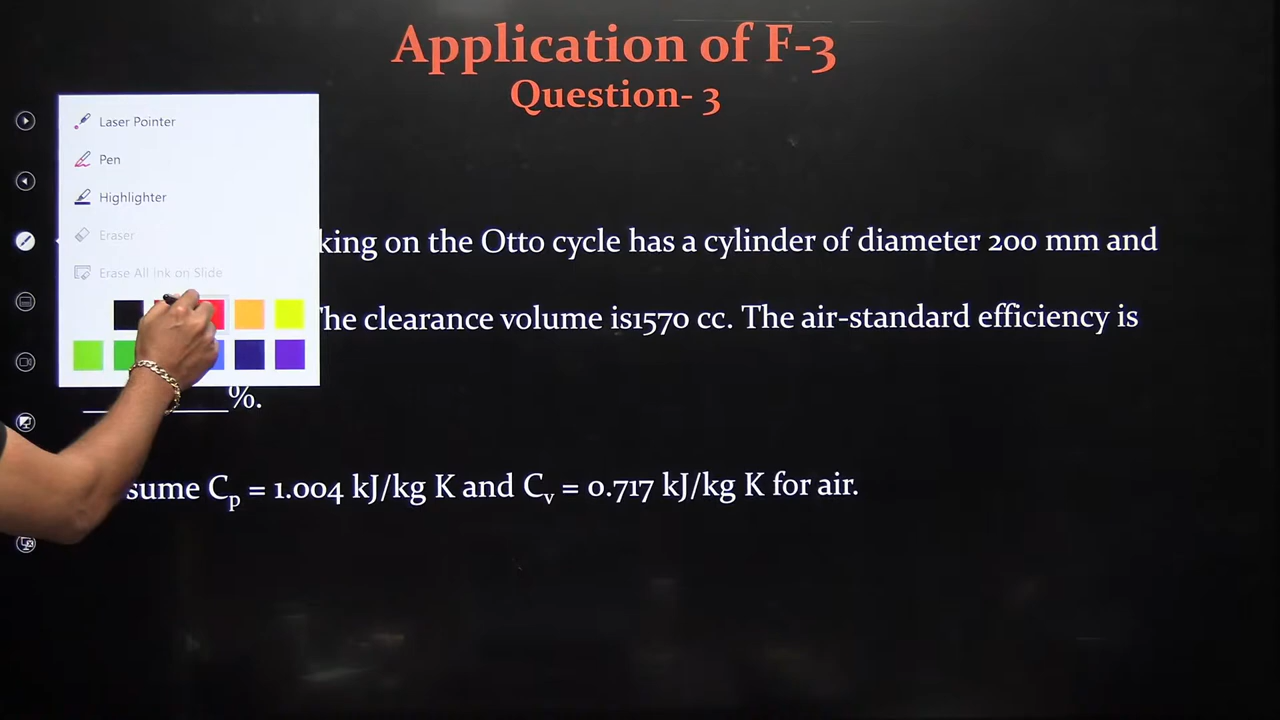 Application of F-3
Question- 3
Laser Pointer
Pen
Highlighter
Eraser
Erase All Ink on Slide
king on the Otto cycle has a cylinder of diameter 200 mm and
The clearance volume is1570 cc. The air-standard efficiency is
__________%.
sume Cp = 1.004 kJ/kg K and Cv = 0.717 kJ/kg K for air.